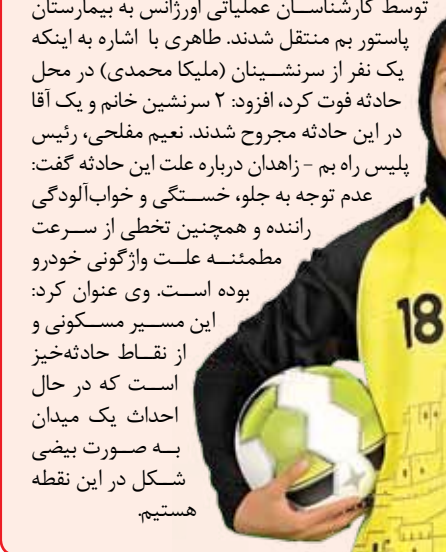 توسط کارشناسان عملیاتی اورژانس به بیمارستان
پاستور بم منتقل شدند. طاهری با اشاره به اینکه
یک نفر از سرنشینان (ملیکا محمدی) در محل
حادثه فوت کرد، افزود: ۲ سرنشین خانم و یک آقا
در این حادثه مجروح شدند. نعیم مفلحی، رئیس
پلیس راه بم - زاهدان درباره علت این حادثه گفت:
عدم توجه به جلو، خستگی و خواب‌آلودگی
راننده و همچنین تخطی از سرعت
مطمئنه علت واژگونی خودرو
بوده است. وی عنوان کرد:
این مسیر مسکونی و
از نقاط حادثه‌خیز
است که در حال
احداث یک میدان
به صورت بیضی
شکل در این نقطه
هستیم.
18